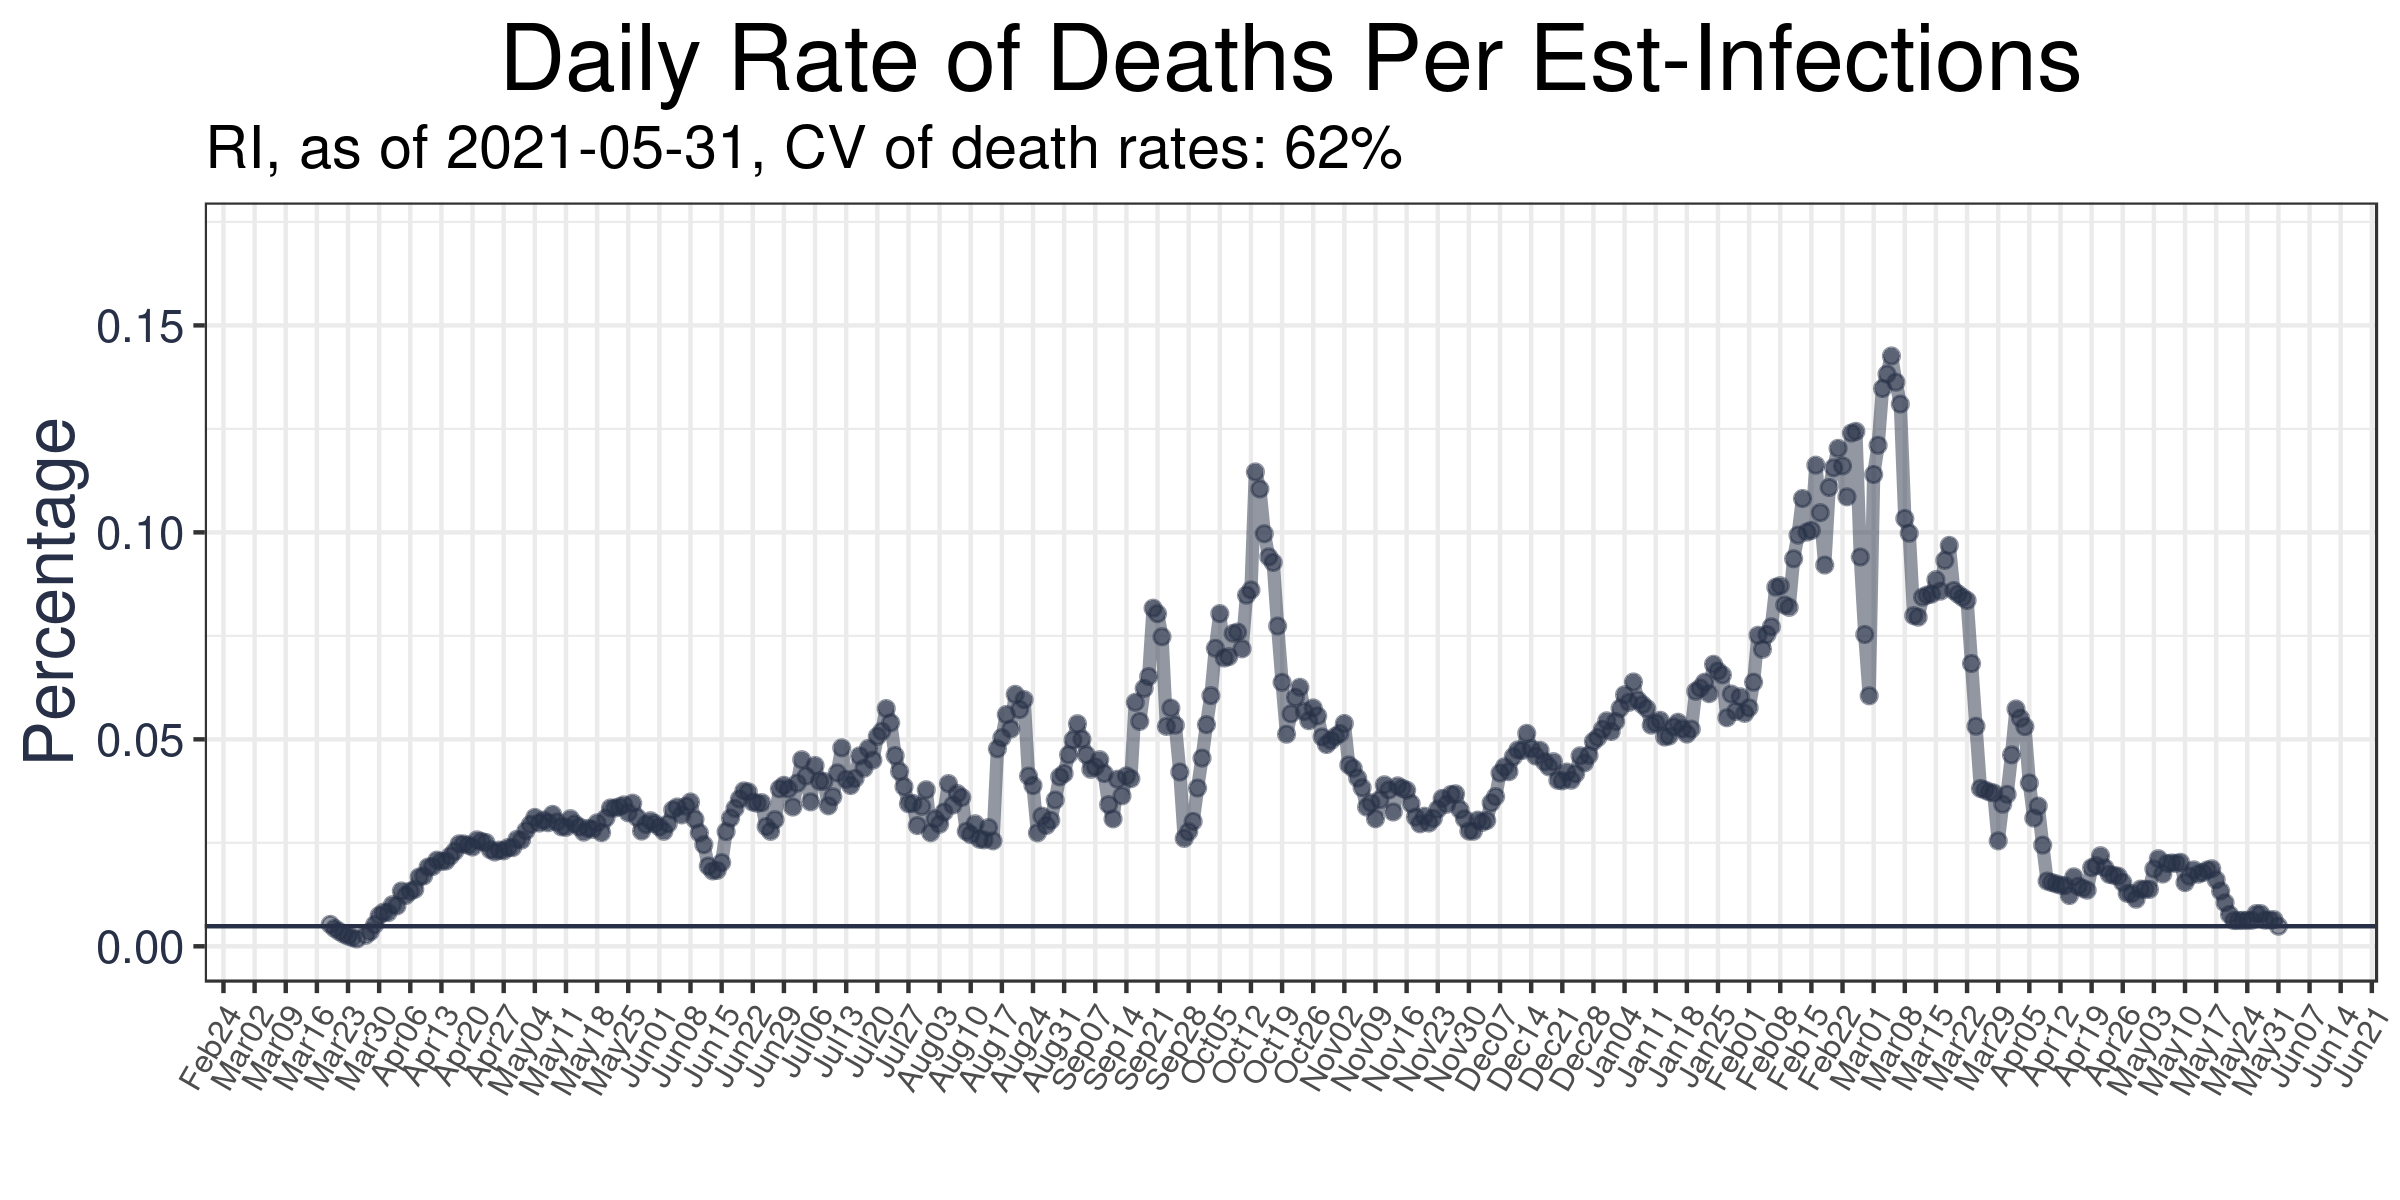 Daily Rate of Deaths Per Est-Infections
RI, as of 2021-05-31, CV of death rates: 62%
Percentage
0.15
0.10
0.05
0.00
Feb24
Mar02
Mar09
Mar16
Mar23
Mar30
Apr06
Apr13
Apr20
Apr27
May04
May11
May18
May25
Jun01
Jun08
Jun15
Jun22
Jun29
Jul06
Jul13
Jul20
Jul27
Aug03
Aug10
Aug17
Aug24
Aug31
Sep07
Sep14
Sep21
Sep28
Oct05
Oct12
Oct19
Oct26
Nov02
Nov09
Nov16
Nov23
Nov30
Dec07
Dec14
Dec21
Dec28
Jan04
Jan11
Jan18
Jan25
Feb01
Feb08
Feb15
Feb22
Mar01
Mar08
Mar15
Mar22
Mar29
Apr05
Apr12
Apr19
Apr26
May03
May10
May17
May24
May31
Jun07
Jun14
Jun21